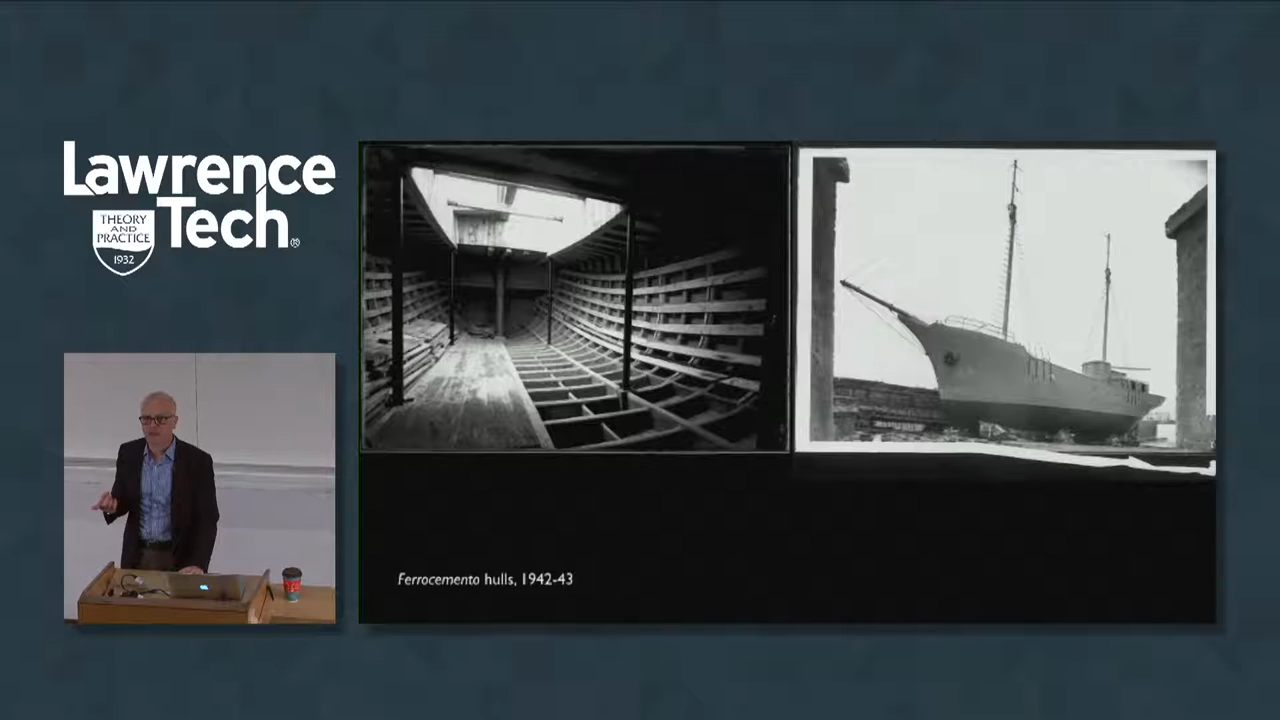 Lawrence
Tech®
THEORY
AND
PRACTICE
1932
Ferrocemento hulls, 1942-43